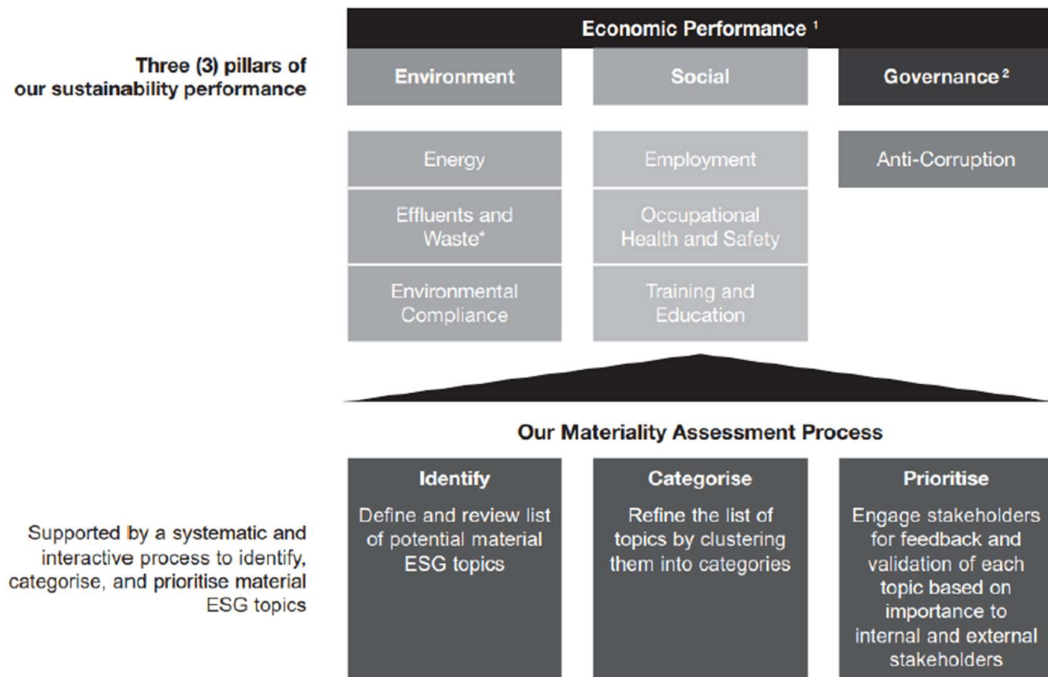 Economic Performance ¹
Three (3) pillars of
our sustainability performance
Environment
Social
Governance ²
Energy
Employment
Anti-Corruption
Effluents and
Waste*
Occupational
Health and Safety
Environmental
Compliance
Training and
Education
Our Materiality Assessment Process
Supported by a systematic and
interactive process to identify,
categorise, and prioritise material
ESG topics
Identify
Define and review list
of potential material
ESG topics
Categorise
Refine the list of
topics by clustering
them into categories
Prioritise
Engage stakeholders
for feedback and
validation of each
topic based on
importance to
internal and external
stakeholders